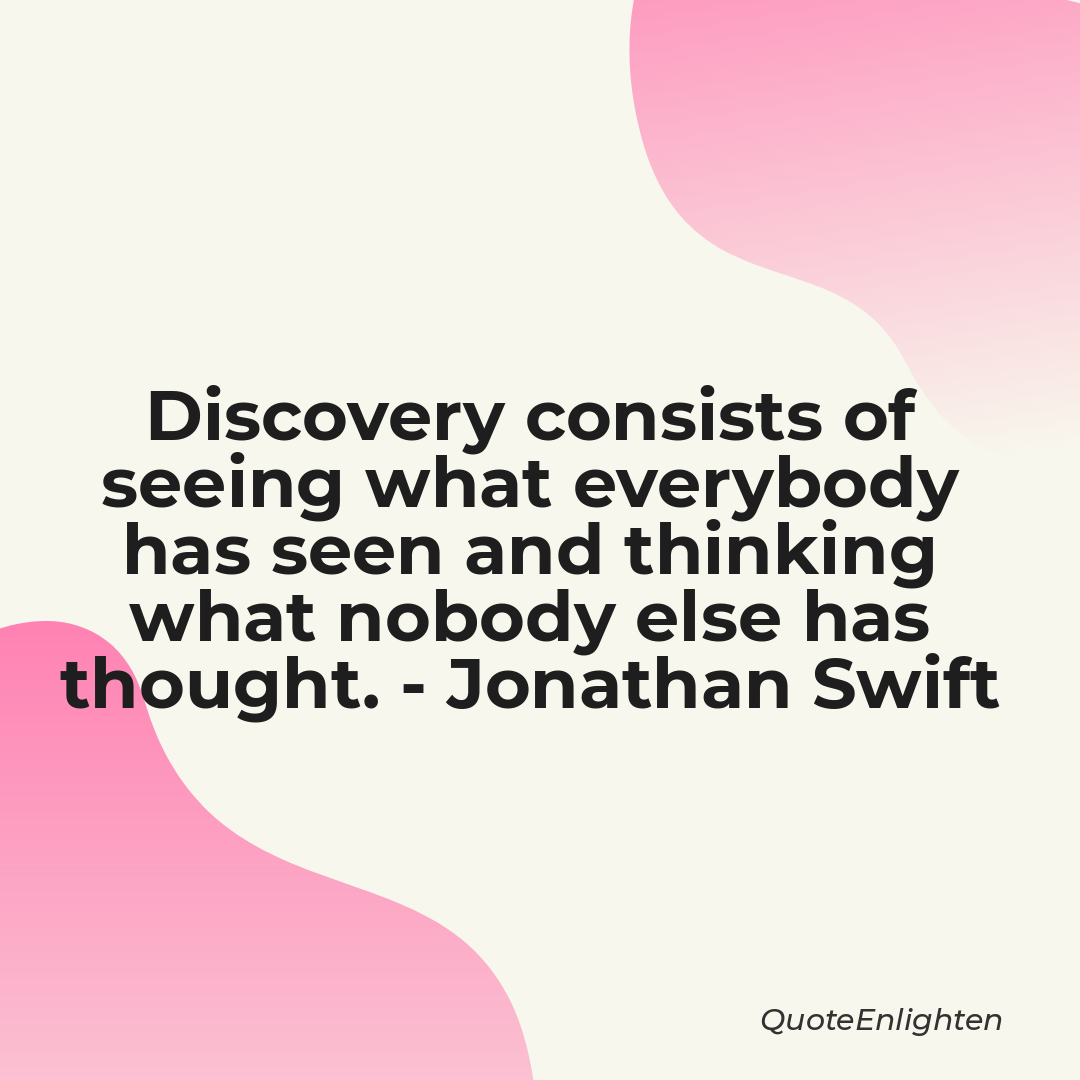 Discovery consists of
seeing what everybody
has seen and thinking
what nobody else has
thought. - Jonathan Swift
QuoteEnlighten